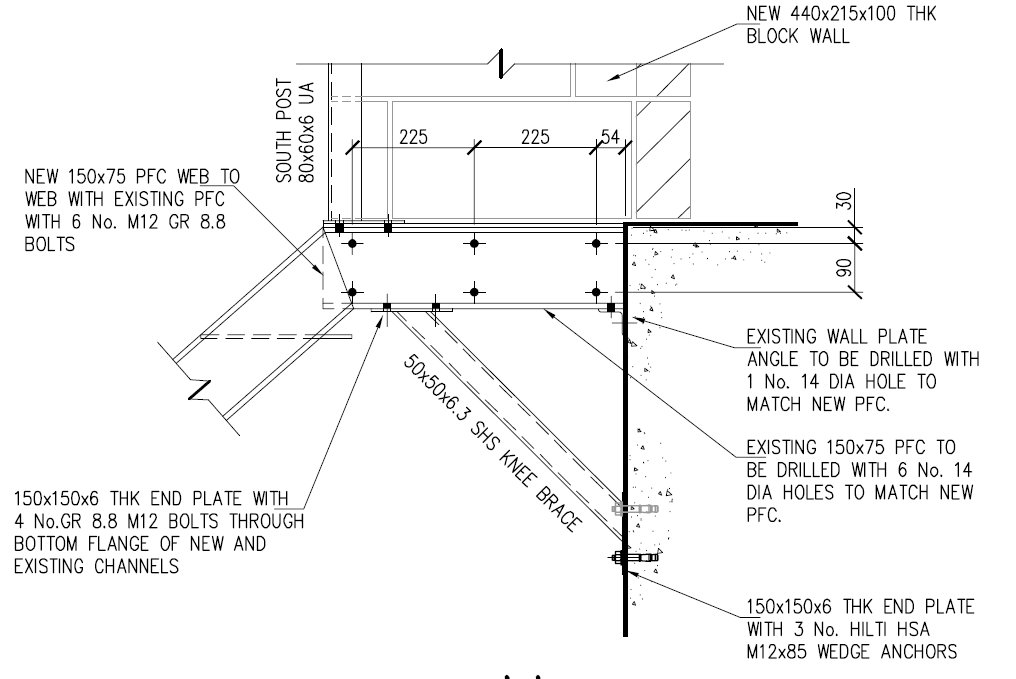 NEW 440x215x100 THK
BLOCK WALL
SOUTH POST
80x60x6 UA
225
225
54
NEW 150x75 PFC WEB TO
WEB WITH EXISTING PFC
WITH 6 No. M12 GR 8.8
BOLTS
30
90
EXISTING WALL PLATE
ANGLE TO BE DRILLED WITH
1 No. 14 DIA HOLE TO
MATCH NEW PFC.
50x50x6.3 SHS KNEE BRACE
EXISTING 150x75 PFC TO
BE DRILLED WITH 6 No. 14
DIA HOLES TO MATCH NEW
PFC.
150x150x6 THK END PLATE WITH
4 No.GR 8.8 M12 BOLTS THROUGH
BOTTOM FLANGE OF NEW AND
EXISTING CHANNELS
150x150x6 THK END PLATE
WITH 3 No. HILTI HSA
M12x85 WEDGE ANCHORS